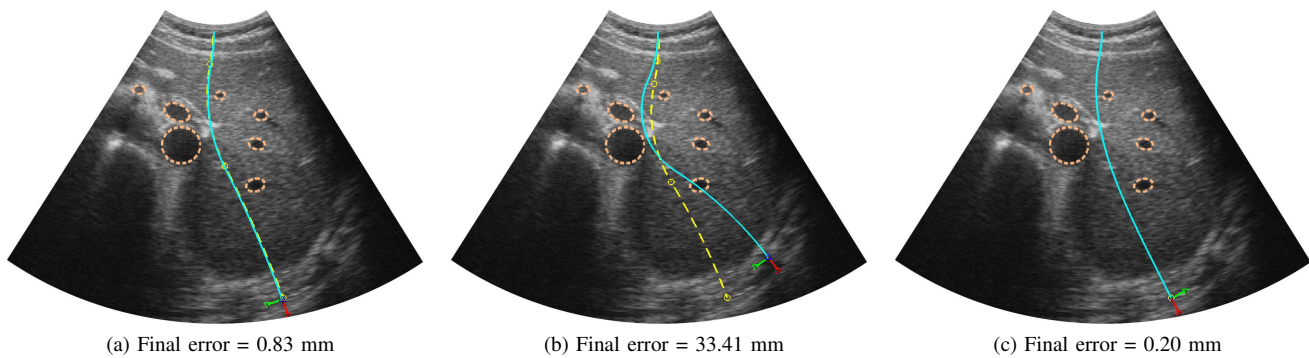 (a) Final error = 0.83 mm
(b) Final error = 33.41 mm
(c) Final error = 0.20 mm